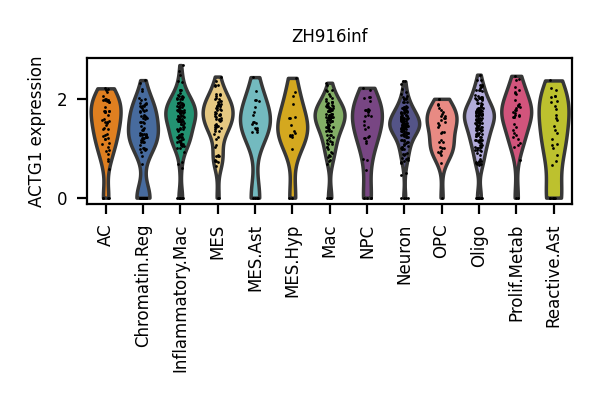 ZH916inf
ACTG1 expression
2
0
AC
Chromatin.Reg
Inflammatory.Mac
MES
MES.Ast
MES.Hyp
Mac
NPC
Neuron
OPC
Oligo
Prolif.Metab
Reactive.Ast